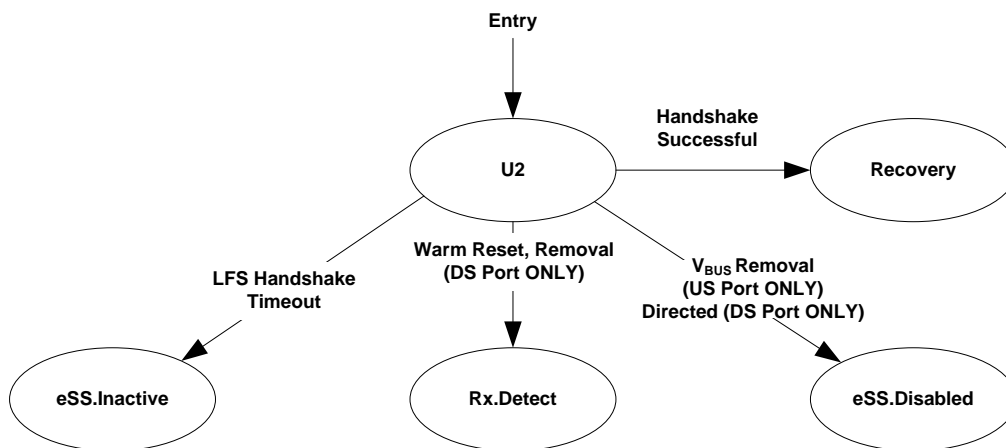 Entry
Handshake
Successful
U2
Recovery
Warm Reset, Removal
(DS Port ONLY)
LFS Handshake
Timeout
VBUS Removal
(US Port ONLY)
Directed (DS Port ONLY)
eSS.Inactive
Rx.Detect
eSS.Disabled